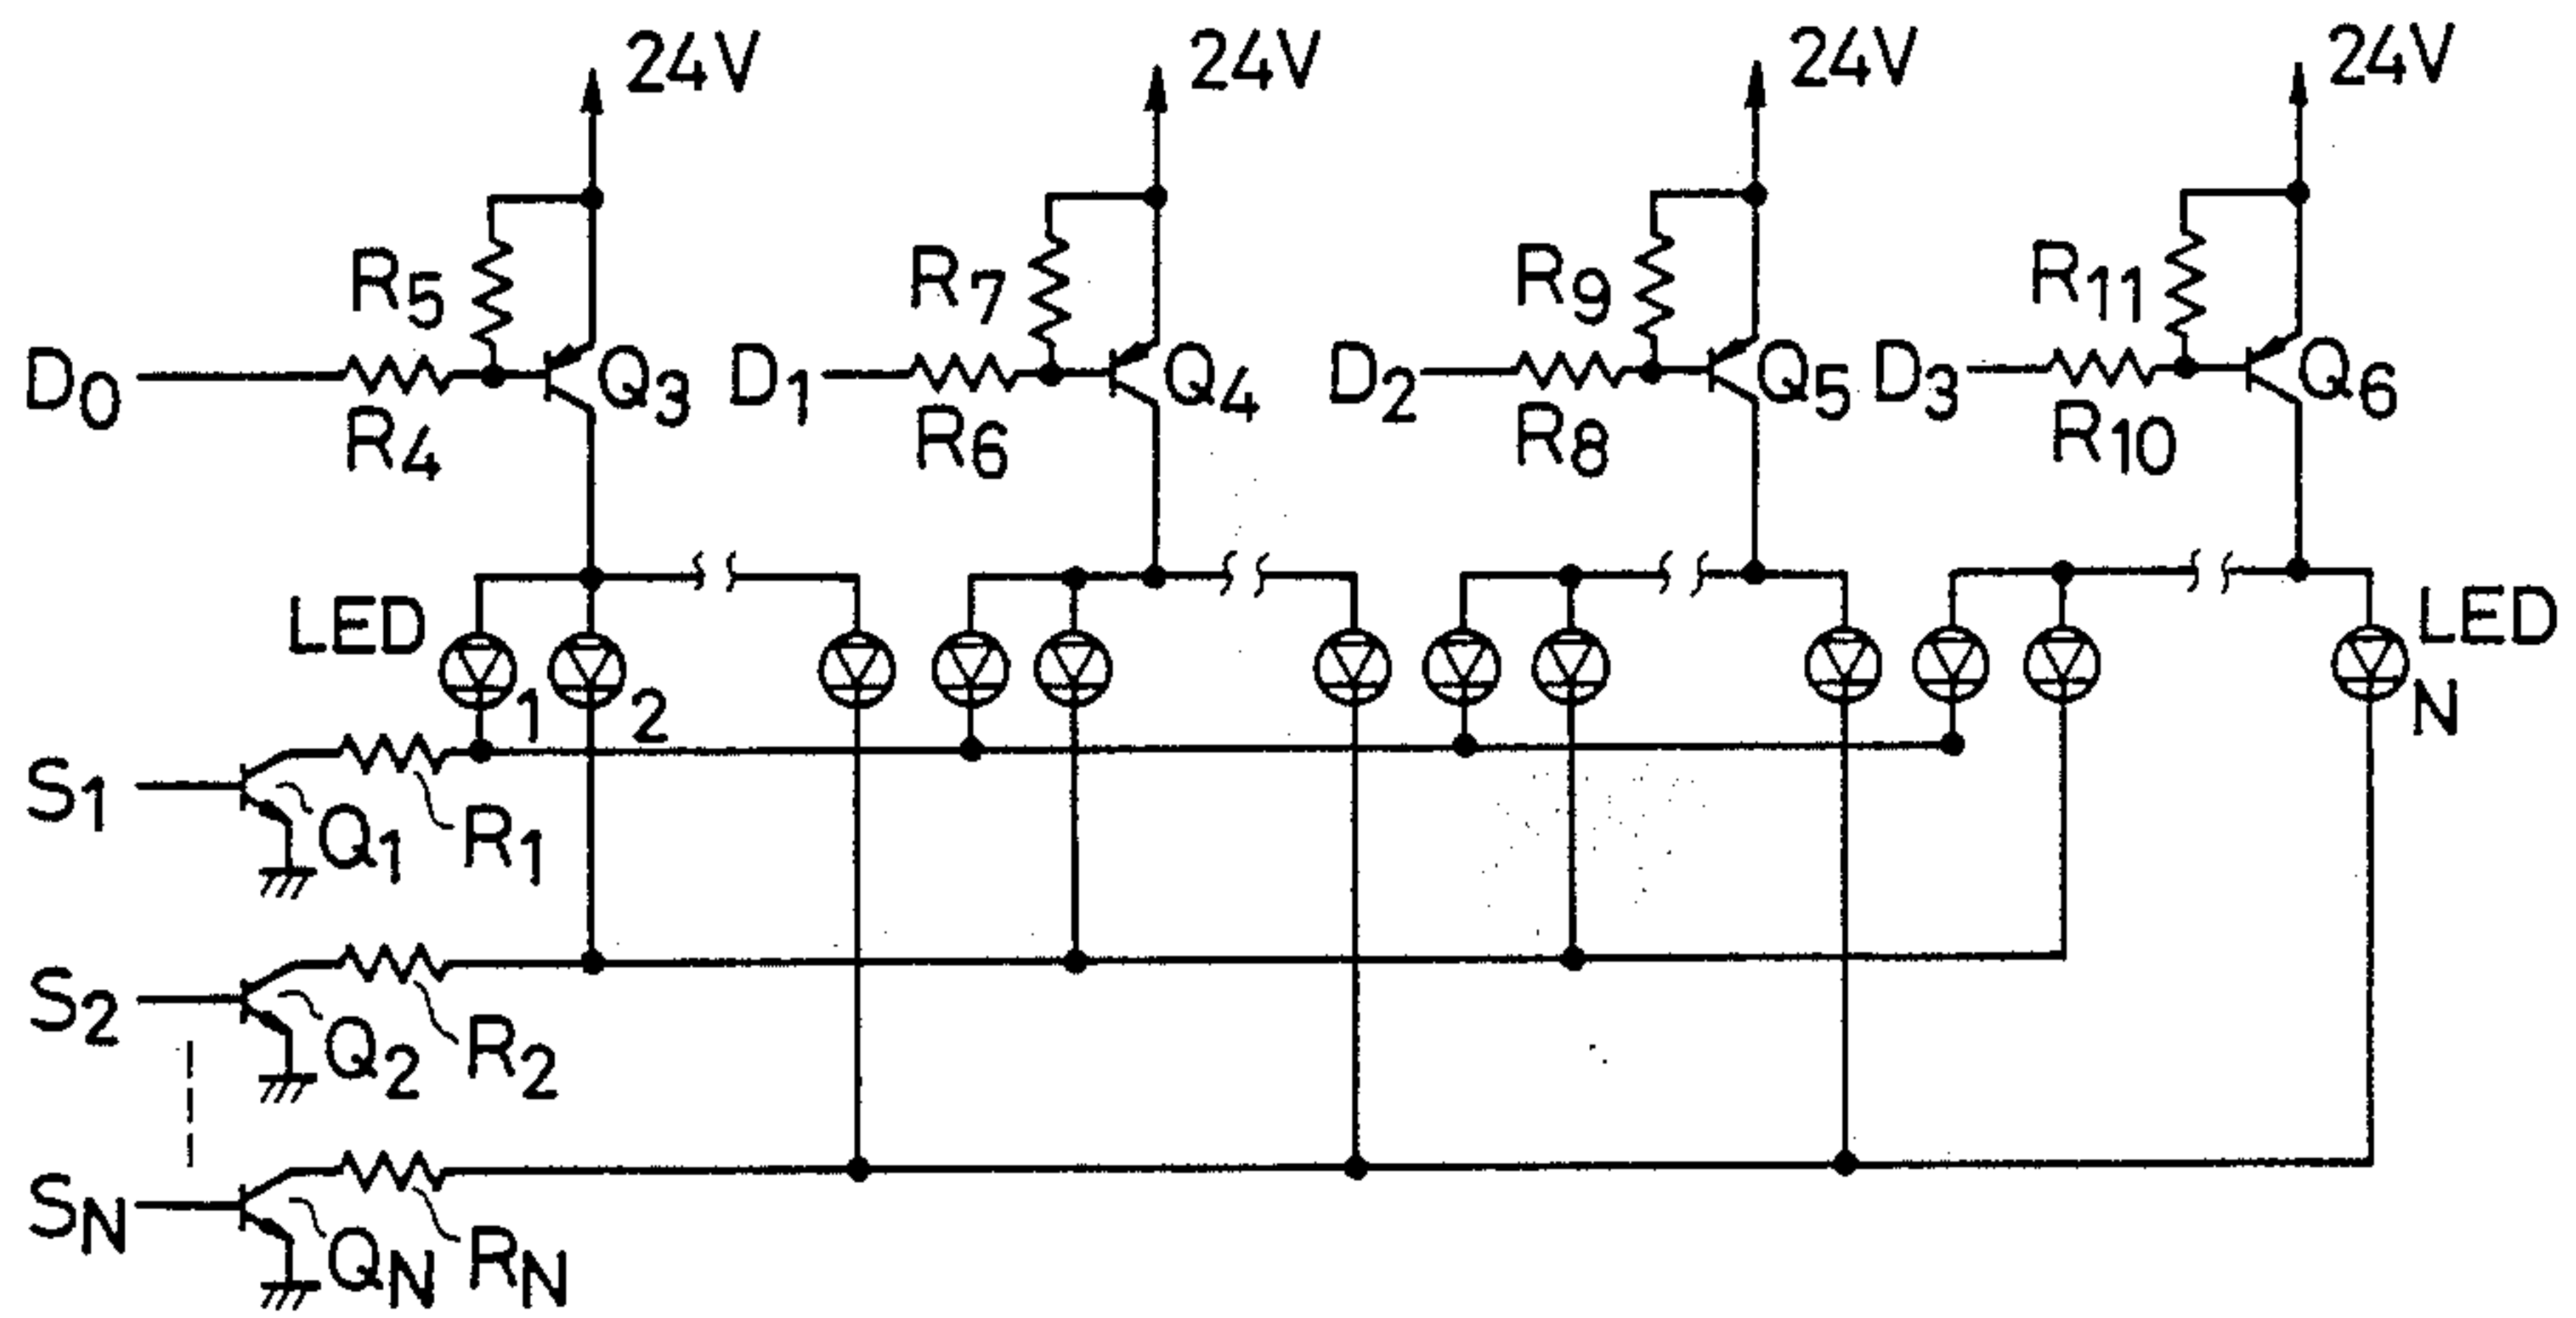 24V 24V 24V 24V
R5 R7 R9 R11
D0 Q3 D1 Q4 D2 Q5 D3 Q6
R4 R6 R8 R10
LED LED
1 2 N
S1 Q1 R1
S2 Q2 R2
SN QN RN